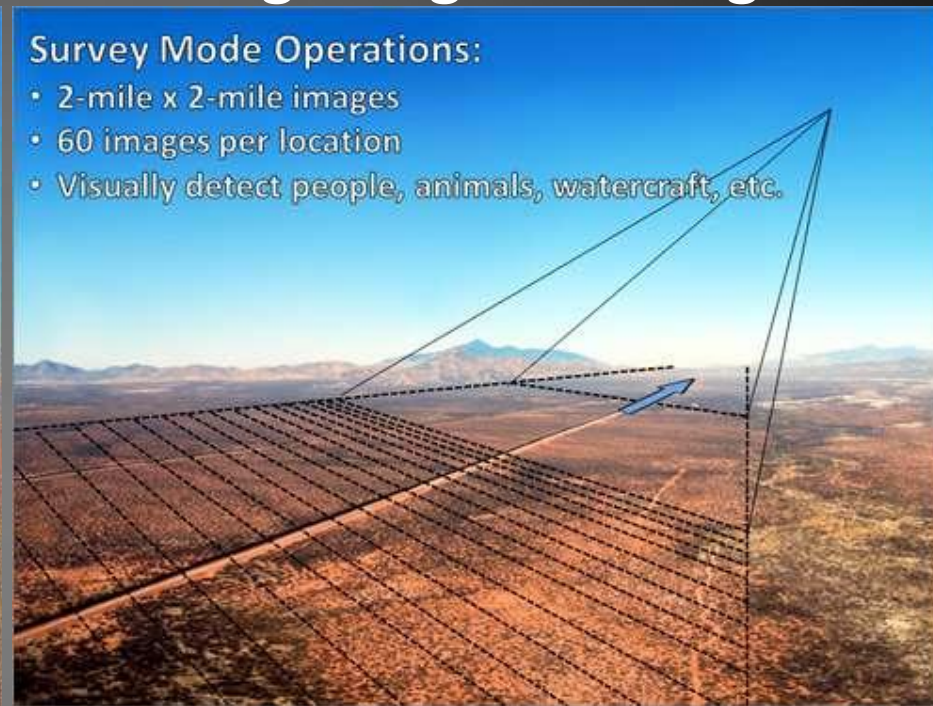 Survey Mode Operations:
• 2-mile x 2-mile images
• 60 images per location
• Visually detect people, animals, watercraft, etc.